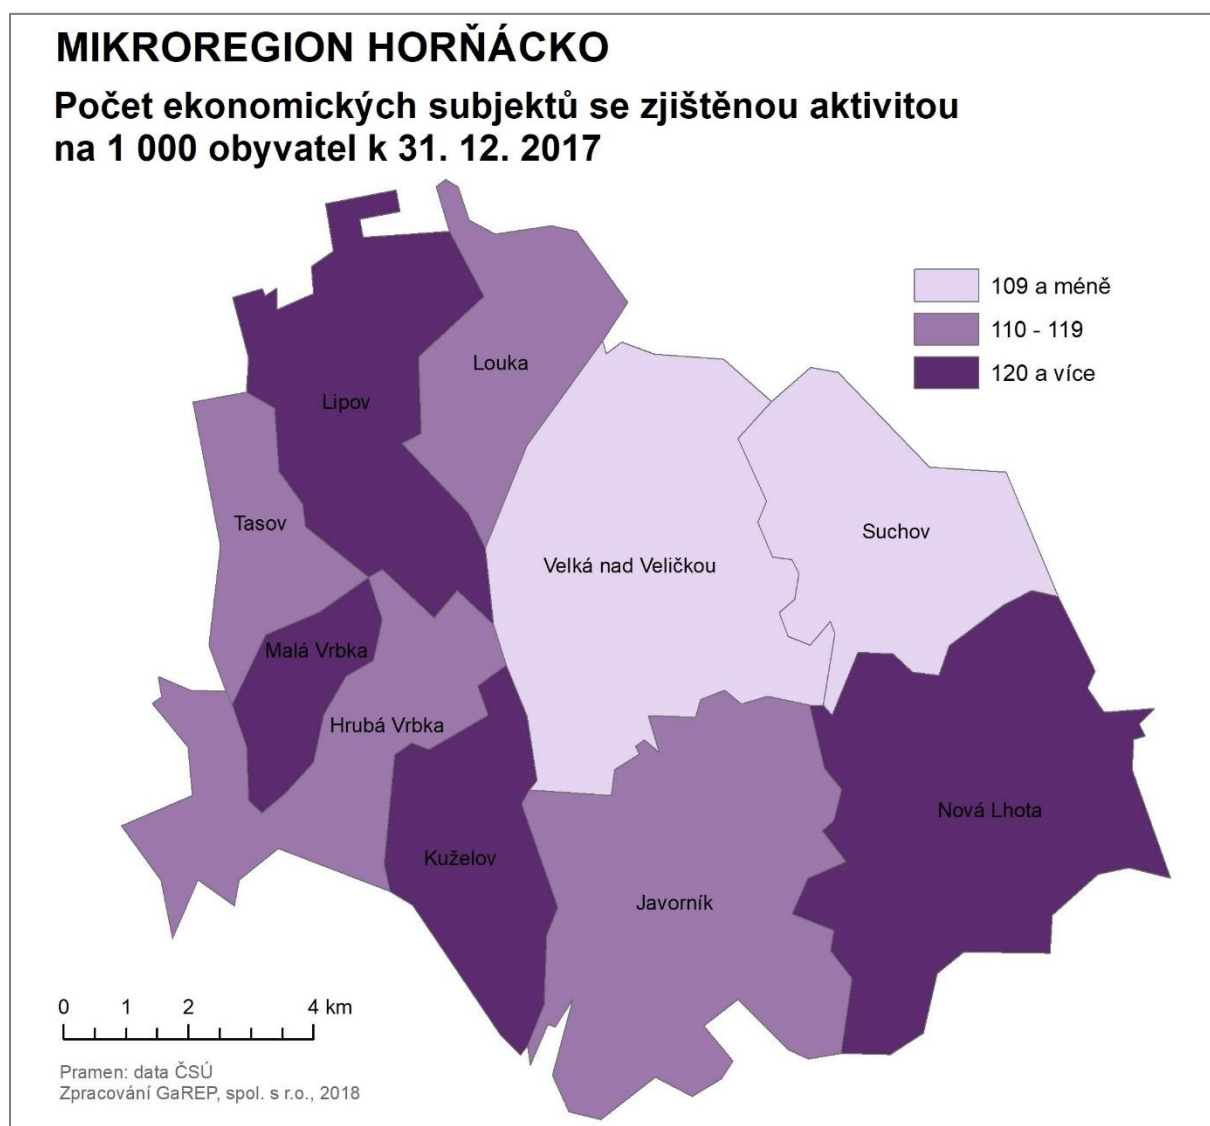 MIKROREGION HORŇÁCKO
Počet ekonomických subjektů se zjištěnou aktivitou
na 1 000 obyvatel k 31. 12. 2017
109 a méně
110 - 119
120 a více
Louka
Lipov
Tasov
Suchov
Velká nad Veličkou
Malá Vrbka
Hrubá Vrbka
Nová Lhota
Kuželov
Javorník
0 1 2 4 km
Pramen: data ČSÚ
Zpracování GaREP, spol. s r.o., 2018